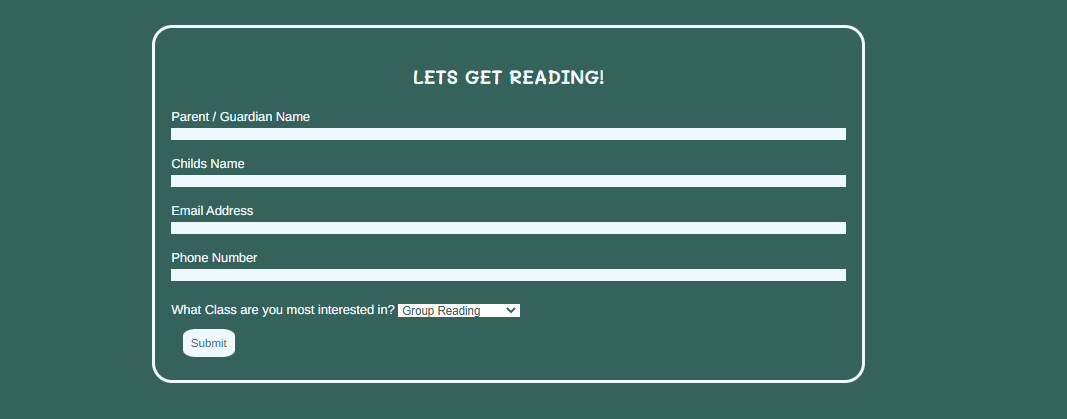 LETS GET READING!
Parent / Guardian Name
Childs Name
Email Address
Phone Number
What Class are you most interested in? Group Reading
Submit